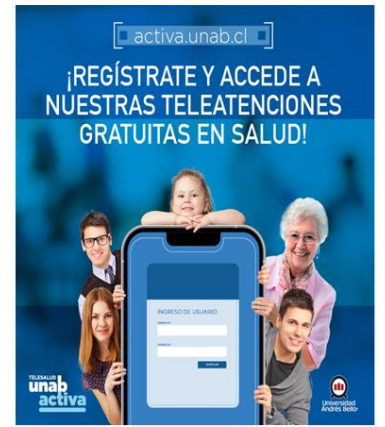 activa.unab.cl
¡REGÍSTRATE Y ACCEDE A
NUESTRAS TELEATENCIONES
GRATUITAS EN SALUD!
INGRESO DE USUARIO
TELESALUD
unab
activa
Universidad
Andrés Bello